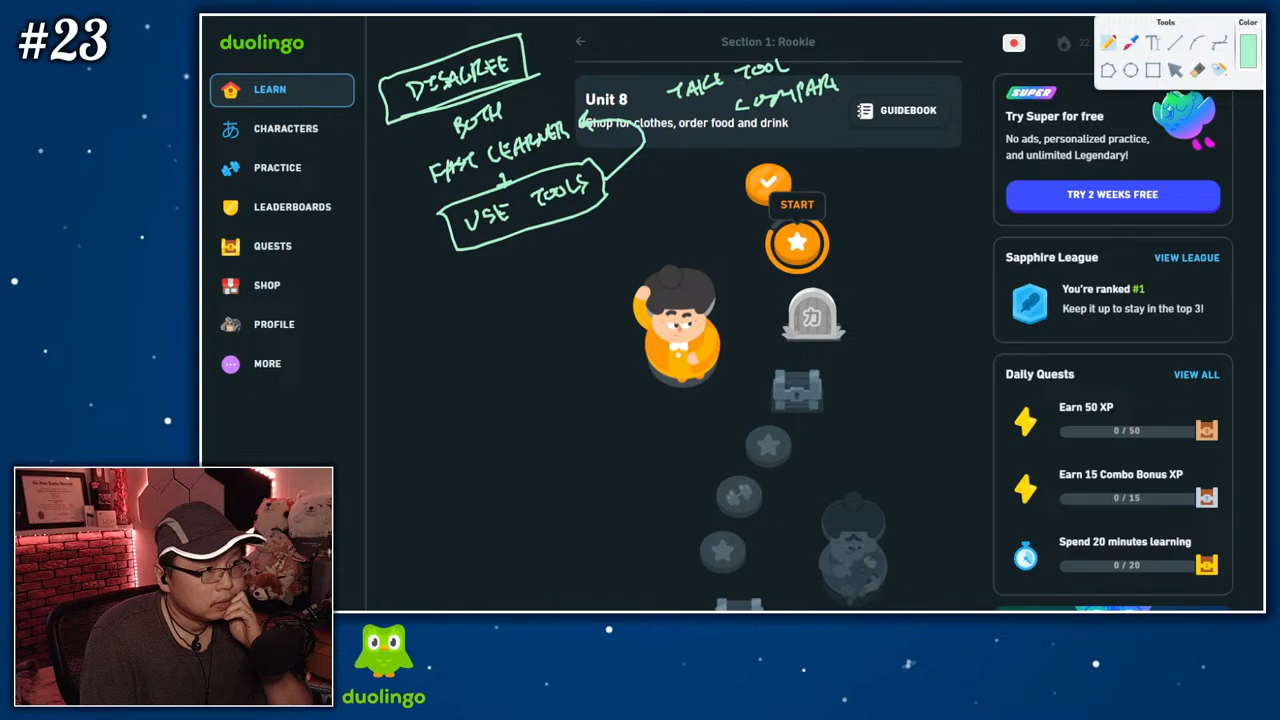 #23
duolingo
LEARN
CHARACTERS
PRACTICE
LEADERBOARDS
QUESTS
SHOP
PROFILE
MORE
あ
DISAGREE
BOTH
FAST LEARNER
+
USE TOOLS
TAKE TOOL
COMPARE
Section 1: Rookie
Unit 8
Shop for clothes, order food and drink
GUIDEBOOK
START
力
22
Tools
Color
SUPER
Try Super for free
No ads, personalized practice,
and unlimited Legendary!
TRY 2 WEEKS FREE
Sapphire League
VIEW LEAGUE
You're ranked #1
Keep it up to stay in the top 3!
Daily Quests
VIEW ALL
Earn 50 XP
0 / 50
Earn 15 Combo Bonus XP
0 / 15
Spend 20 minutes learning
0 / 20
duolingo